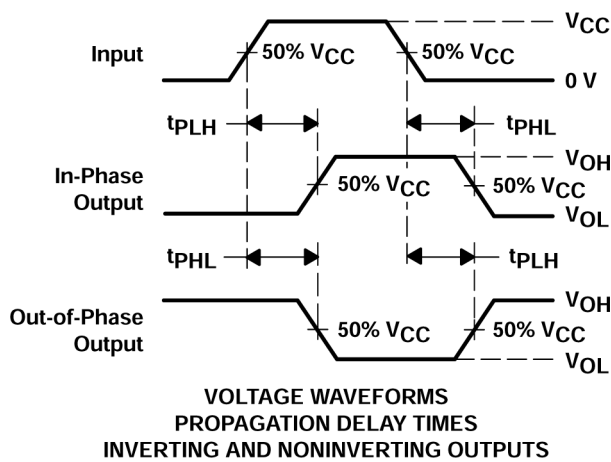 Input
50% VCC
50% VCC
VCC
0 V
tPLH
tPHL
In-Phase
Output
50% VCC
50% VCC
VOH
VOL
tPHL
tPLH
Out-of-Phase
Output
50% VCC
50% VCC
VOH
VOL
VOLTAGE WAVEFORMS
PROPAGATION DELAY TIMES
INVERTING AND NONINVERTING OUTPUTS